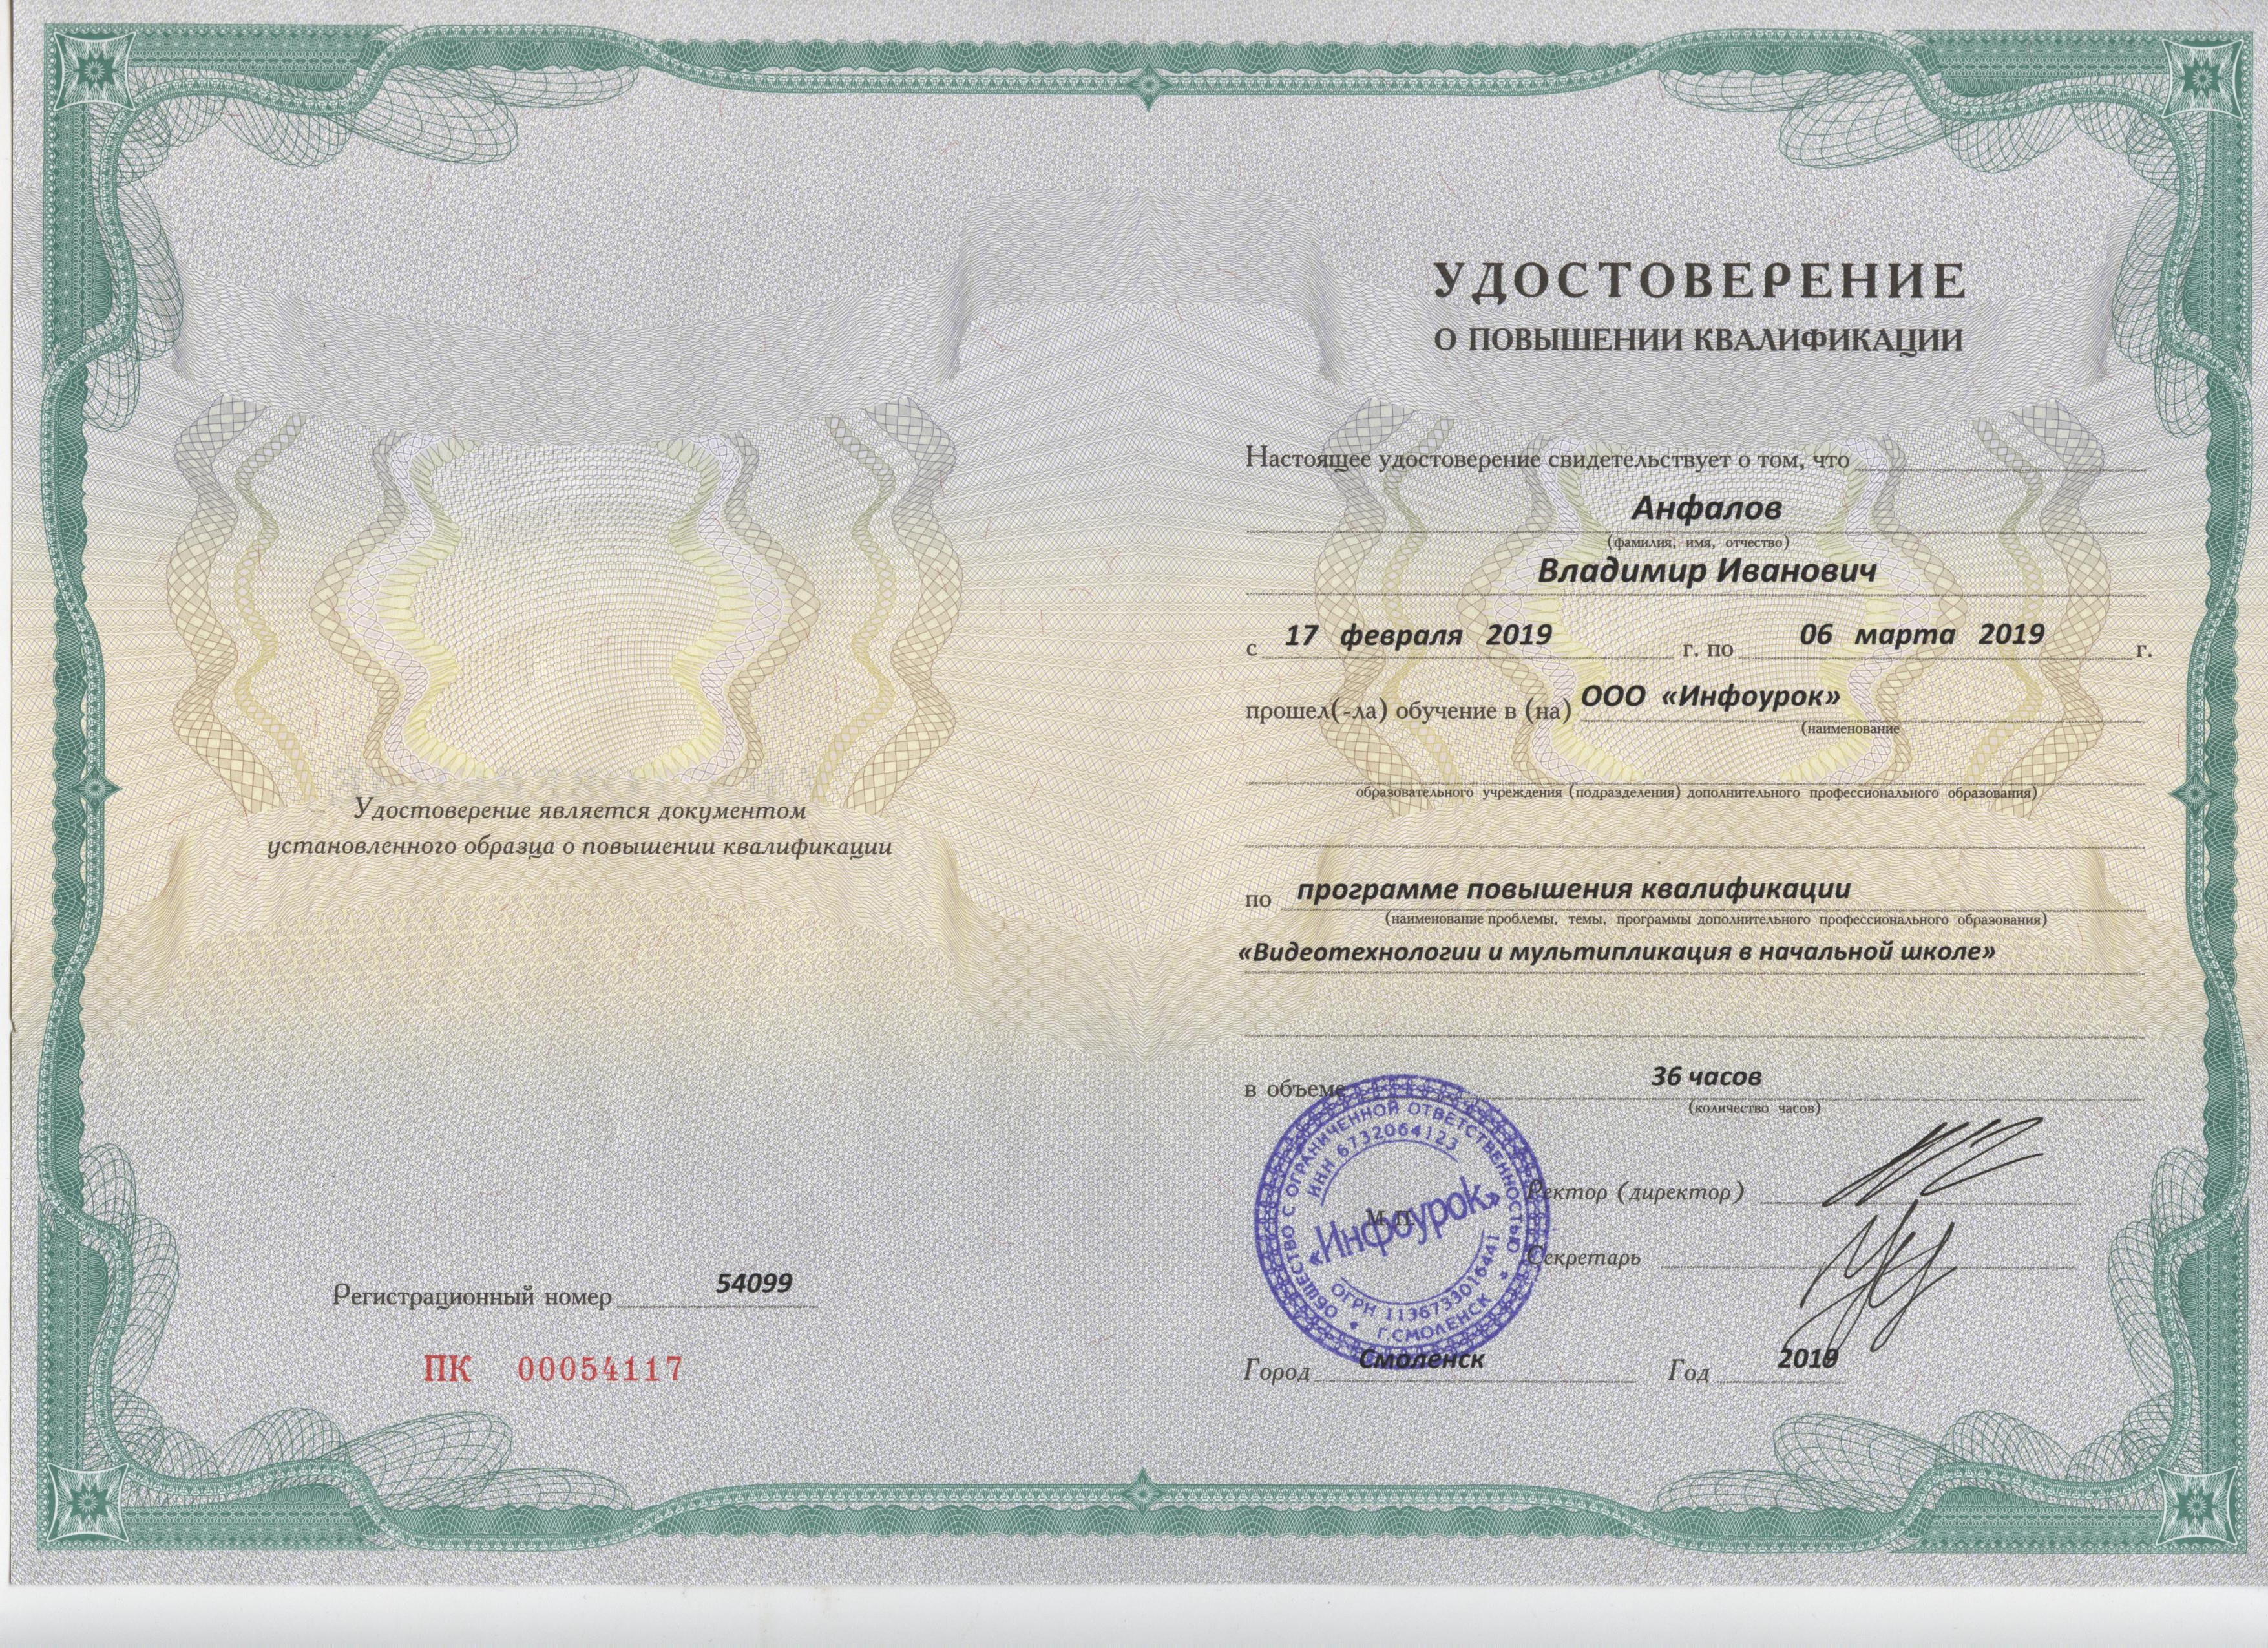 Удостоверение является документом
установленного образца о повышении квалификации
Регистрационный номер 54099
ПК 00054117
УДОСТОВЕРЕНИЕ
О ПОВЫШЕНИИ КВАЛИФИКАЦИИ
Настоящее удостоверение свидетельствует о том, что
Анфалов
(фамилия, имя, отчество)
Владимир Иванович
с 17 февраля 2019 г. по 06 марта 2019 г.
прошел(-ла) обучение в (на) ООО «Инфоурок»
(наименование
образовательного учреждения (подразделения) дополнительного профессионального образования)
по программе повышения квалификации
(наименование проблемы, темы, программы дополнительного профессионального образования)
«Видеотехнологии и мультипликация в начальной школе»
в объеме 36 часов
(количество часов)
ОБЩЕСТВО С ОГРАНИЧЕННОЙ ОТВЕТСТВЕННОСТЬЮ
ИНН 6732064123
«Инфоурок»
М.П.
ОГРН 1136733016441
Г.СМОЛЕНСК
Ректор (директор)
Секретарь
Город Смоленск Год 2019